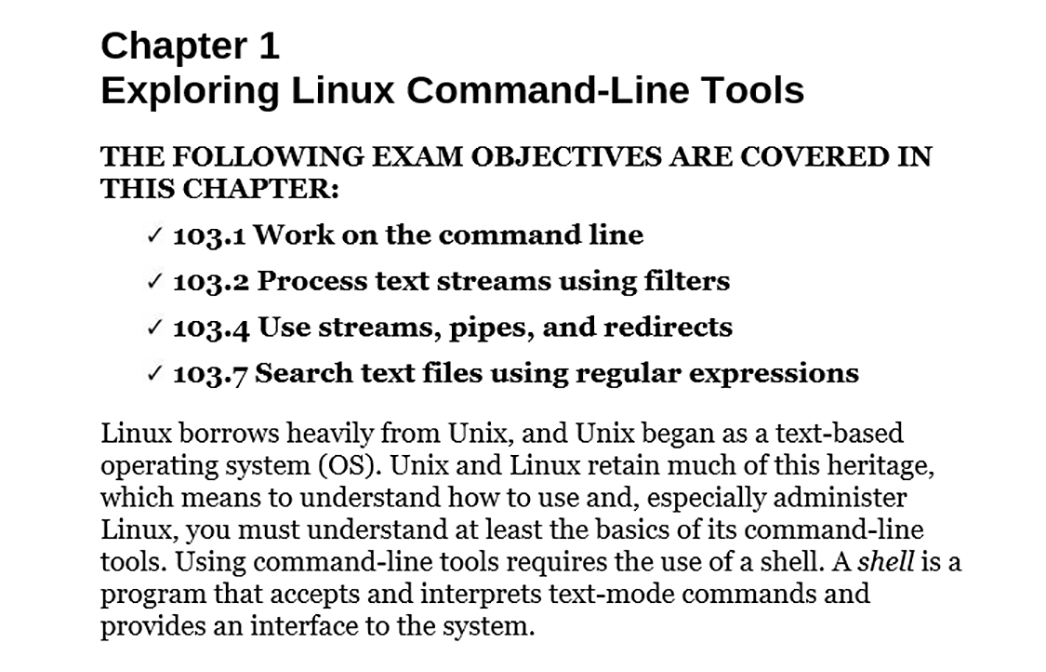 Chapter 1
Exploring Linux Command-Line Tools
THE FOLLOWING EXAM OBJECTIVES ARE COVERED IN
THIS CHAPTER:
✓ 103.1 Work on the command line
✓ 103.2 Process text streams using filters
✓ 103.4 Use streams, pipes, and redirects
✓ 103.7 Search text files using regular expressions
Linux borrows heavily from Unix, and Unix began as a text-based
operating system (OS). Unix and Linux retain much of this heritage,
which means to understand how to use and, especially administer
Linux, you must understand at least the basics of its command-line
tools. Using command-line tools requires the use of a shell. A shell is a
program that accepts and interprets text-mode commands and
provides an interface to the system.